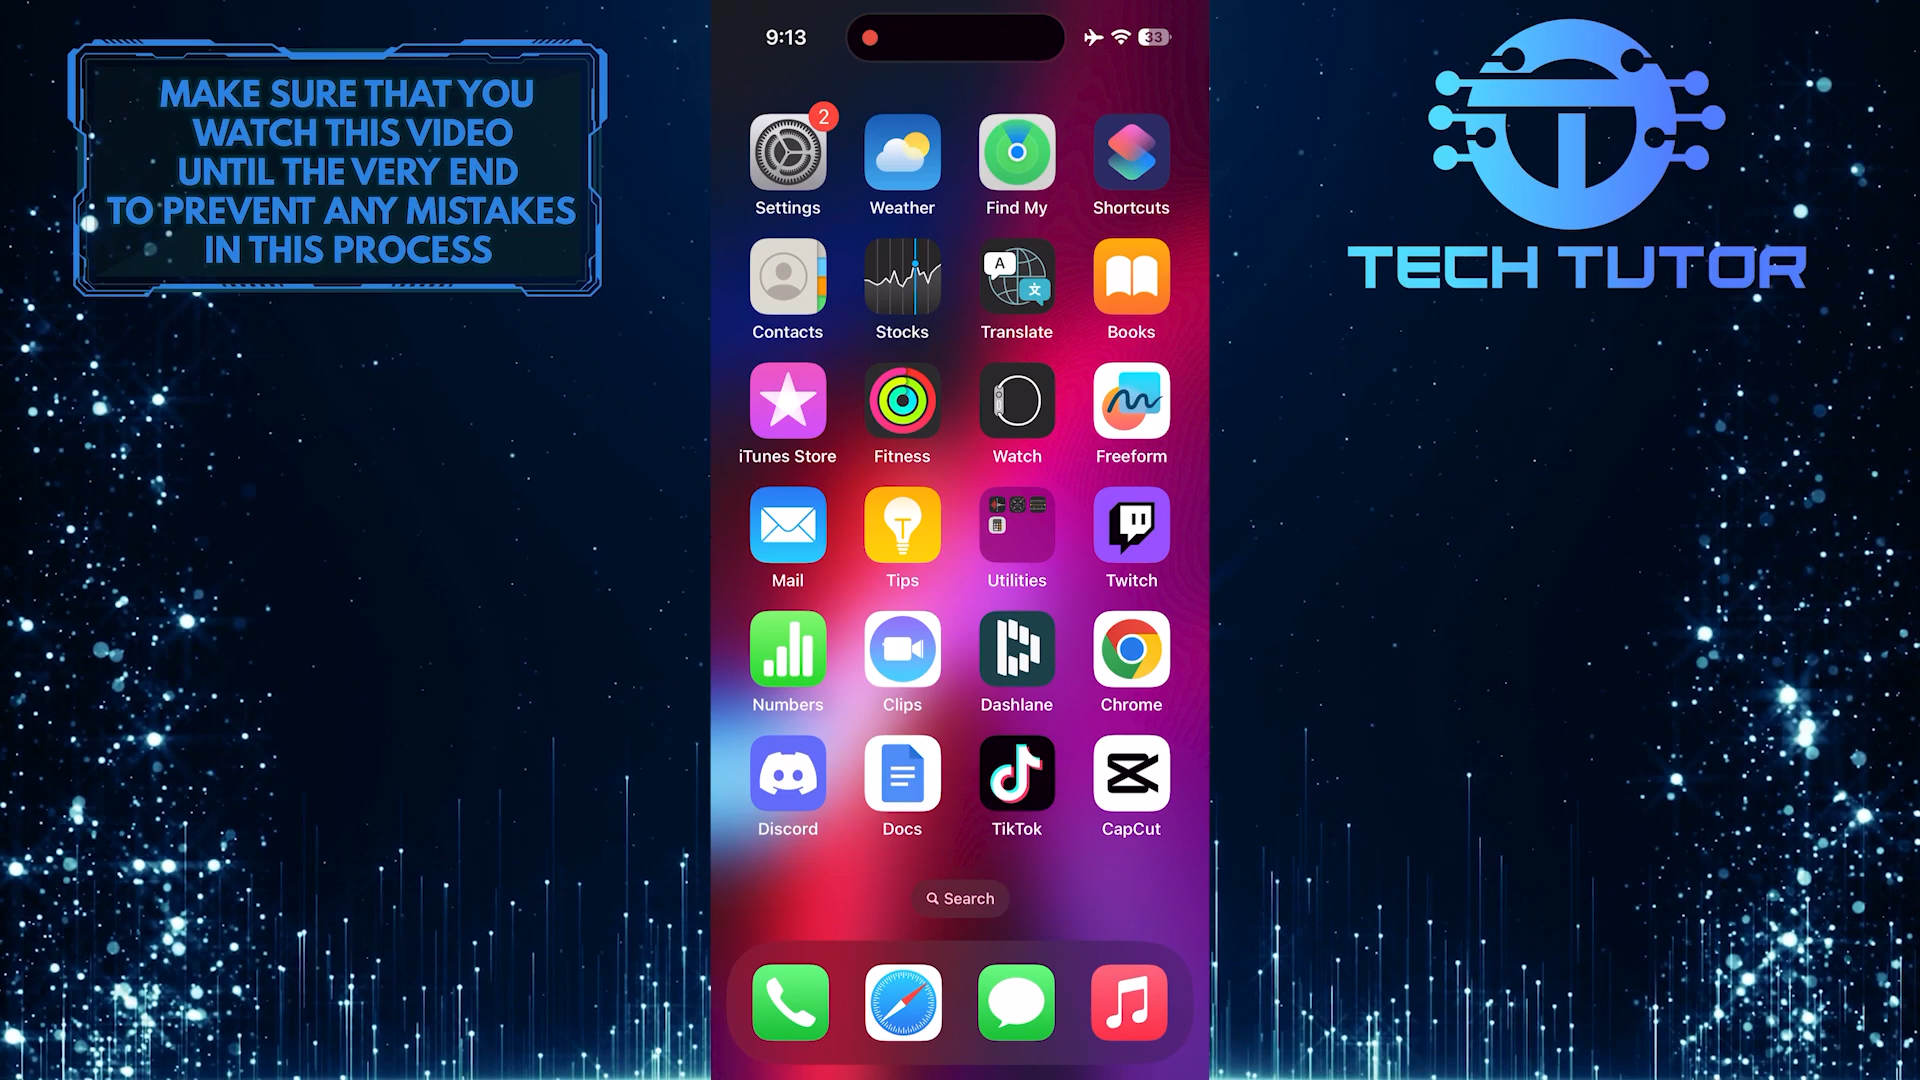 MAKE SURE THAT YOU
WATCH THIS VIDEO
UNTIL THE VERY END
TO PREVENT ANY MISTAKES
IN THIS PROCESS
9:13
33
TECH TUTOR
2
Settings
Weather
Find My
Shortcuts
A
文
Contacts
Stocks
Translate
Books
iTunes Store
Fitness
Watch
Freeform
Mail
Tips
Utilities
Twitch
Numbers
Clips
Dashlane
Chrome
Discord
Docs
TikTok
CapCut
Search